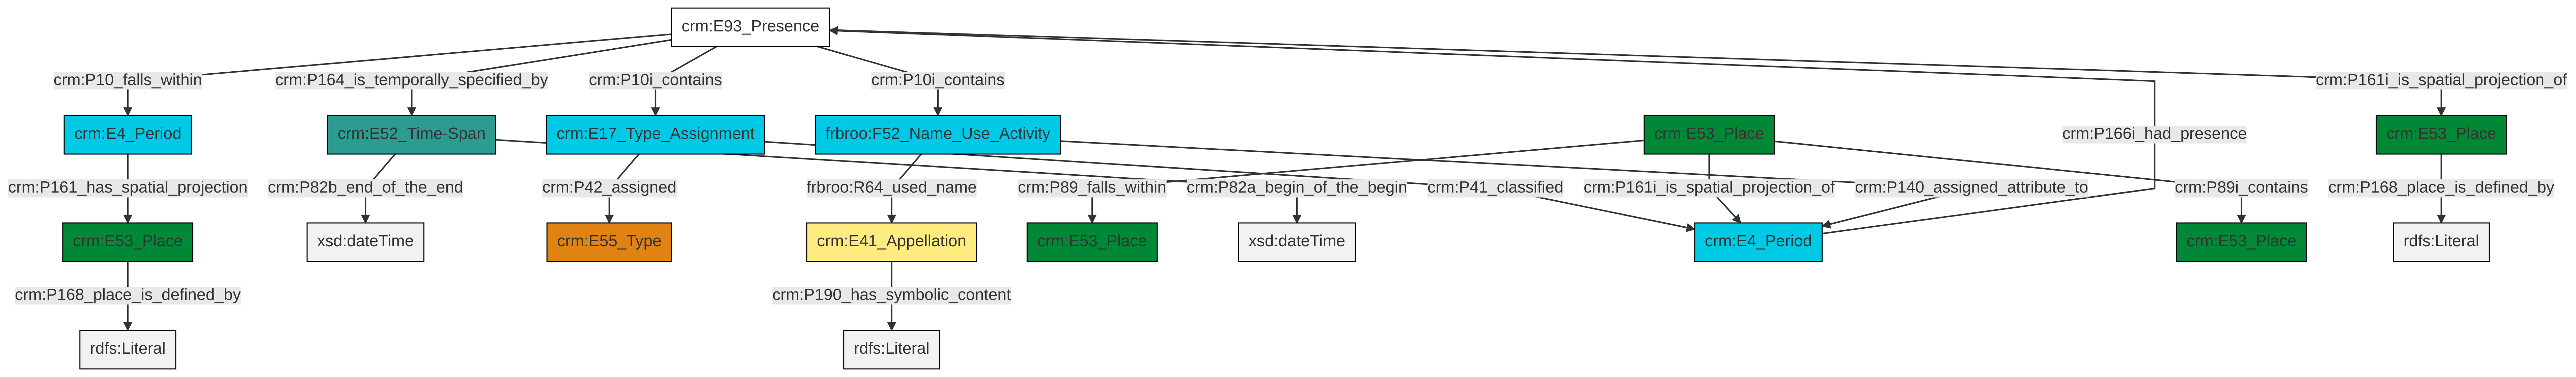 crm:E93_Presence
crm:P10_falls_within
crm:P164_is_temporally_specified_by
crm:P10i_contains
crm:P10i_contains
crm:P161i_is_spatial_projection_of
crm:E4_Period
crm:E52_Time-Span
crm:E17_Type_Assignment
frbroo:F52_Name_Use_Activity
crm:E53_Place
crm:P166i_had_presence
crm:E53_Place
crm:P161_has_spatial_projection
crm:P82b_end_of_the_end
crm:P42_assigned
frbroo:R64_used_name
crm:P89_falls_within
crm:P82a_begin_of_the_begin
crm:P41_classified
crm:P161i_is_spatial_projection_of
crm:P140_assigned_attribute_to
crm:P89i_contains
crm:P168_place_is_defined_by
crm:E53_Place
xsd:dateTime
crm:E55_Type
crm:E41_Appellation
crm:E53_Place
xsd:dateTime
crm:E4_Period
crm:E53_Place
rdfs:Literal
crm:P168_place_is_defined_by
crm:P190_has_symbolic_content
rdfs:Literal
rdfs:Literal